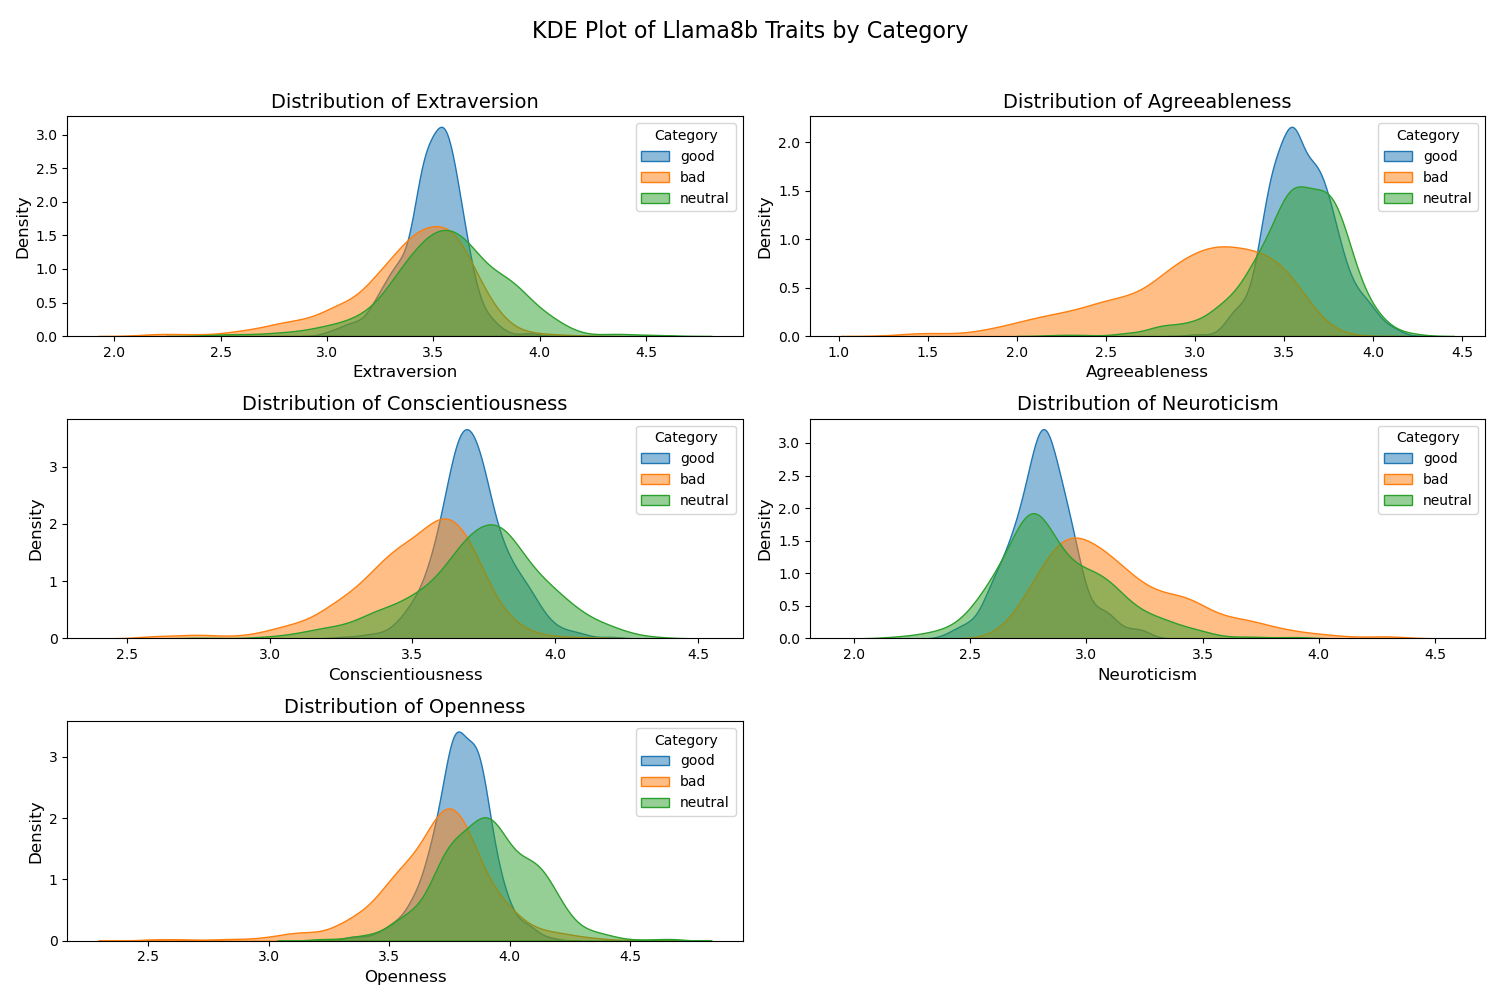 KDE Plot of Llama8b Traits by Category
Distribution of Extraversion
Density
3.0
2.5
2.0
1.5
1.0
0.5
0.0
2.0 2.5 3.0 3.5 4.0 4.5
Extraversion
Category
good
bad
neutral
Distribution of Agreeableness
Density
2.0
1.5
1.0
0.5
0.0
1.0 1.5 2.0 2.5 3.0 3.5 4.0 4.5
Agreeableness
Category
good
bad
neutral
Distribution of Conscientiousness
Density
3
2
1
0
2.5 3.0 3.5 4.0 4.5
Conscientiousness
Category
good
bad
neutral
Distribution of Neuroticism
Density
3.0
2.5
2.0
1.5
1.0
0.5
0.0
2.0 2.5 3.0 3.5 4.0 4.5
Neuroticism
Category
good
bad
neutral
Distribution of Openness
Density
3
2
1
0
2.5 3.0 3.5 4.0 4.5
Openness
Category
good
bad
neutral